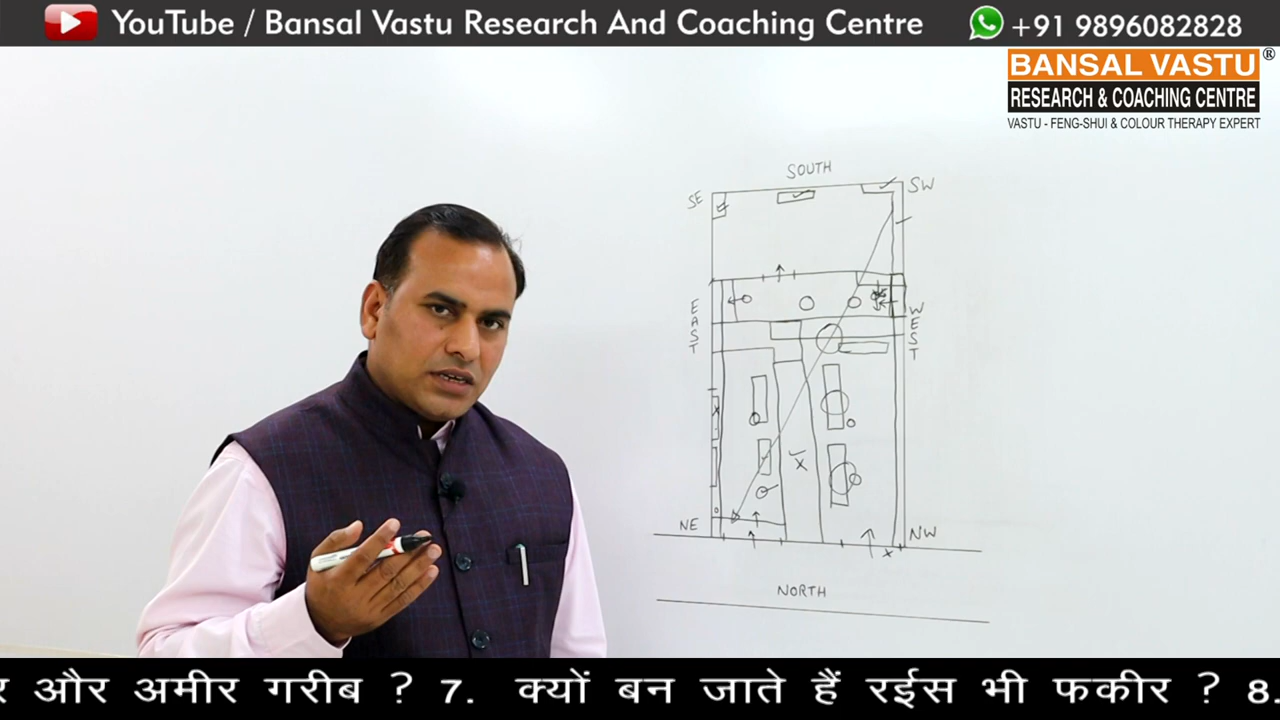 YouTube / Bansal Vastu Research And Coaching Centre
+91 9896082828
BANSAL VASTU®
RESEARCH & COACHING CENTRE
VASTU - FENG-SHUI & COLOUR THERAPY EXPERT
SOUTH
SE
SW
EAST
WEST
NE
NW
NORTH
और अमीर गरीब ? 7. क्यों बन जाते हैं रईस भी फकीर ? 8.